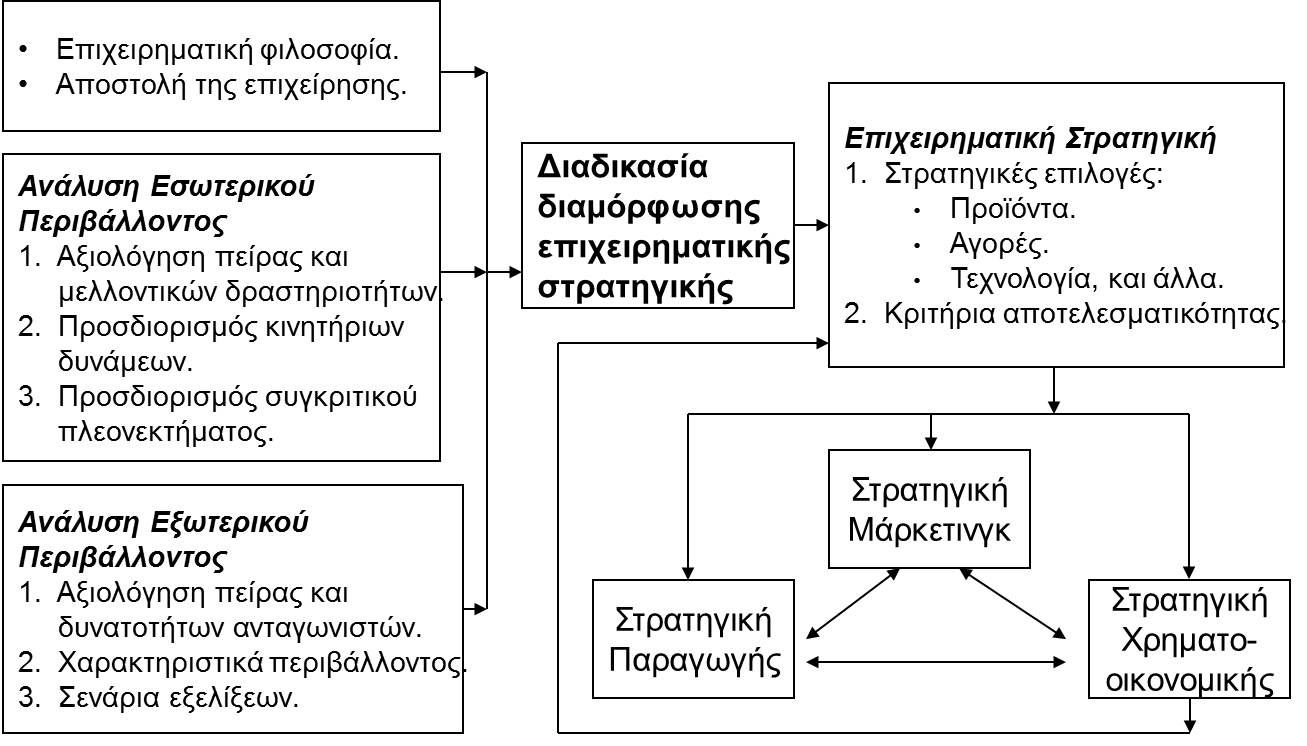 • Επιχειρηματική φιλοσοφία.
• Αποστολή της επιχείρησης.
Ανάλυση Εσωτερικού
Περιβάλλοντος
1. Αξιολόγηση πείρας και
μελλοντικών δραστηριοτήτων.
2. Προσδιορισμός κινητήριων
δυνάμεων.
3. Προσδιορισμός συγκριτικού
πλεονεκτήματος.
Ανάλυση Εξωτερικού
Περιβάλλοντος
1. Αξιολόγηση πείρας και
δυνατοτήτων ανταγωνιστών.
2. Χαρακτηριστικά περιβάλλοντος.
3. Σενάρια εξελίξεων.
Διαδικασία
διαμόρφωσης
επιχειρηματικής
στρατηγικής
Επιχειρηματική Στρατηγική
1. Στρατηγικές επιλογές:
• Προϊόντα.
• Αγορές.
• Τεχνολογία, και άλλα.
2. Κριτήρια αποτελεσματικότητας.
Στρατηγική
Μάρκετινγκ
Στρατηγική
Παραγωγής
Στρατηγική
Χρηματο-
οικονομικής